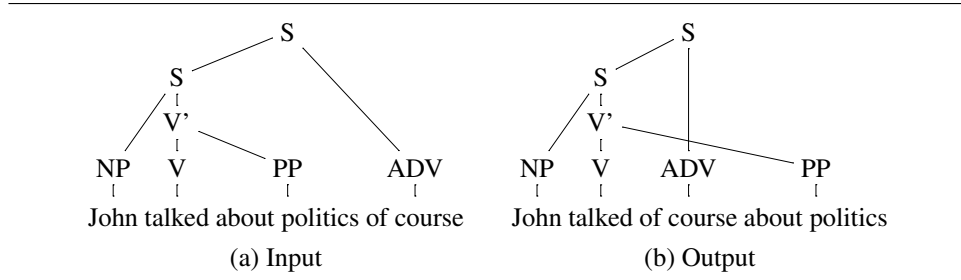 S S
S S
V' V'
NP V PP ADV NP V ADV PP
John talked about politics of course John talked of course about politics
(a) Input (b) Output